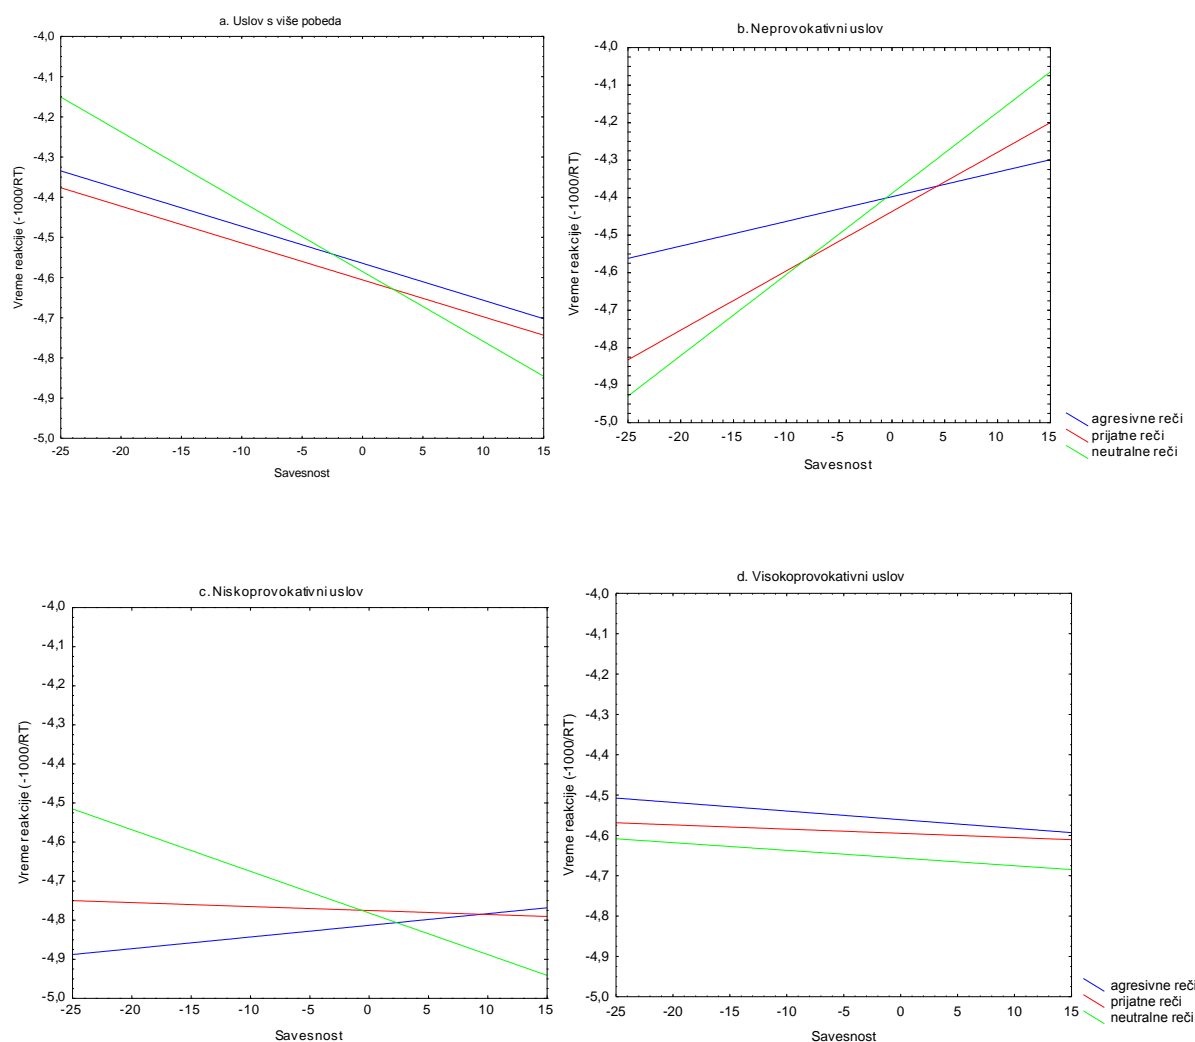 a. Uslov s više pobeda
-4,0
-4,1
-4,2
-4,3
-4,4
-4,5
-4,6
-4,7
-4,8
-4,9
-5,0
Vreme reakcije (-1000/RT)
-25 -20 -15 -10 -5 0 5 10 15
Savesnost
b. Neprovokativni uslov
-4,0
-4,1
-4,2
-4,3
-4,4
-4,5
-4,6
-4,7
-4,8
-4,9
-5,0
Vreme reakcije (-1000/RT)
-25 -20 -15 -10 -5 0 5 10 15
Savesnost
agresivne reči
prijatne reči
neutralne reči
c. Niskoprovokativni uslov
-4,0
-4,1
-4,2
-4,3
-4,4
-4,5
-4,6
-4,7
-4,8
-4,9
-5,0
Vreme reakcije (-1000/RT)
-25 -20 -15 -10 -5 0 5 10 15
Savesnost
d. Visokoprovokativni uslov
-4,0
-4,1
-4,2
-4,3
-4,4
-4,5
-4,6
-4,7
-4,8
-4,9
-5,0
Vreme reakcije (-1000/RT)
-25 -20 -15 -10 -5 0 5 10 15
Savesnost
agresivne reči
prijatne reči
neutralne reči